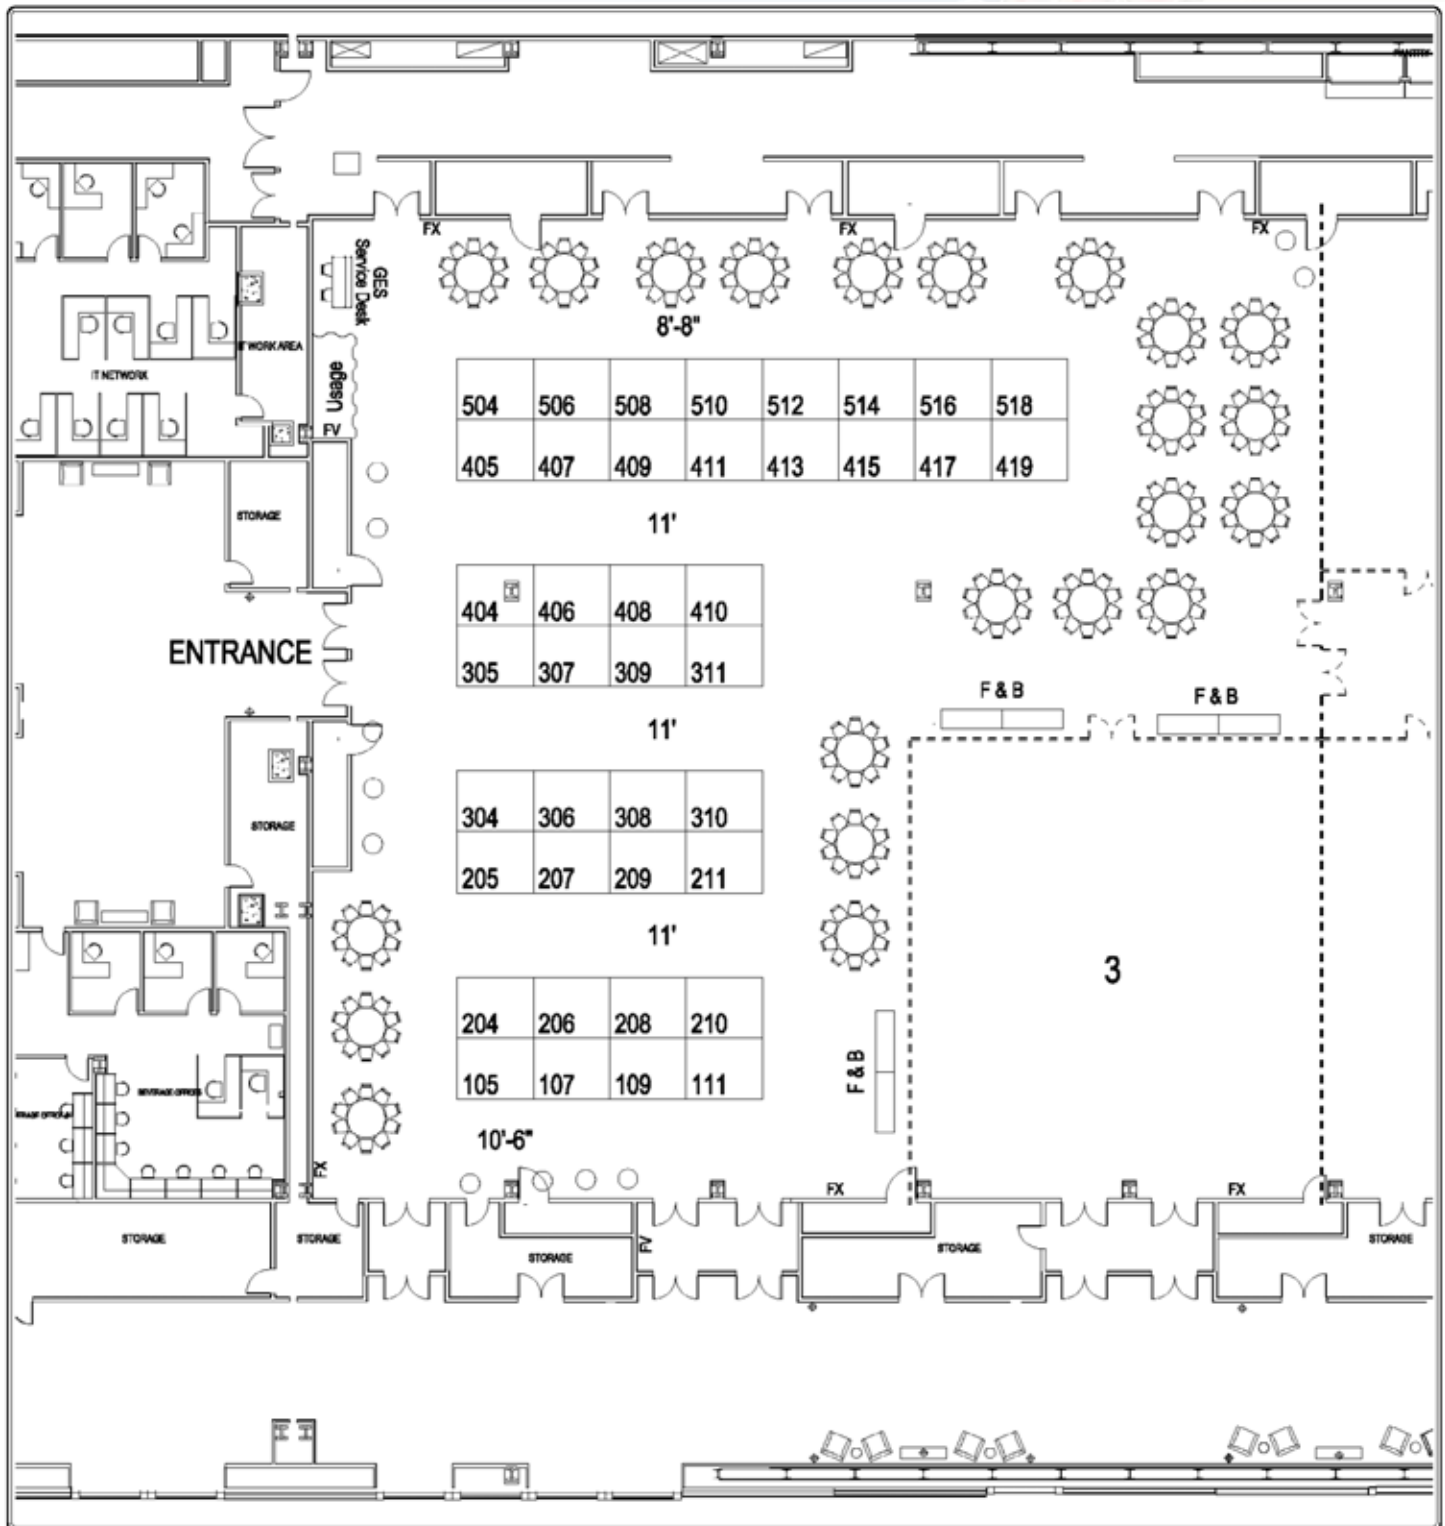 PANTRY
FX
FX
FX
GES
Service Desk
8'-8"
IT WORK AREA
IT NETWORK
Usage
FV
504 506 508 510 512 514 516 518
405 407 409 411 413 415 417 419
STORAGE
11'
404 406 408 410
ENTRANCE
305 307 309 311
F & B
F & B
11'
304 306 308 310
STORAGE
205 207 209 211
11'
3
204 206 208 210
F & B
105 107 109 111
BEVERAGE OFFICES
10'-6"
FX
FX
FX
STORAGE
STORAGE
FV
STORAGE
STORAGE
STORAGE